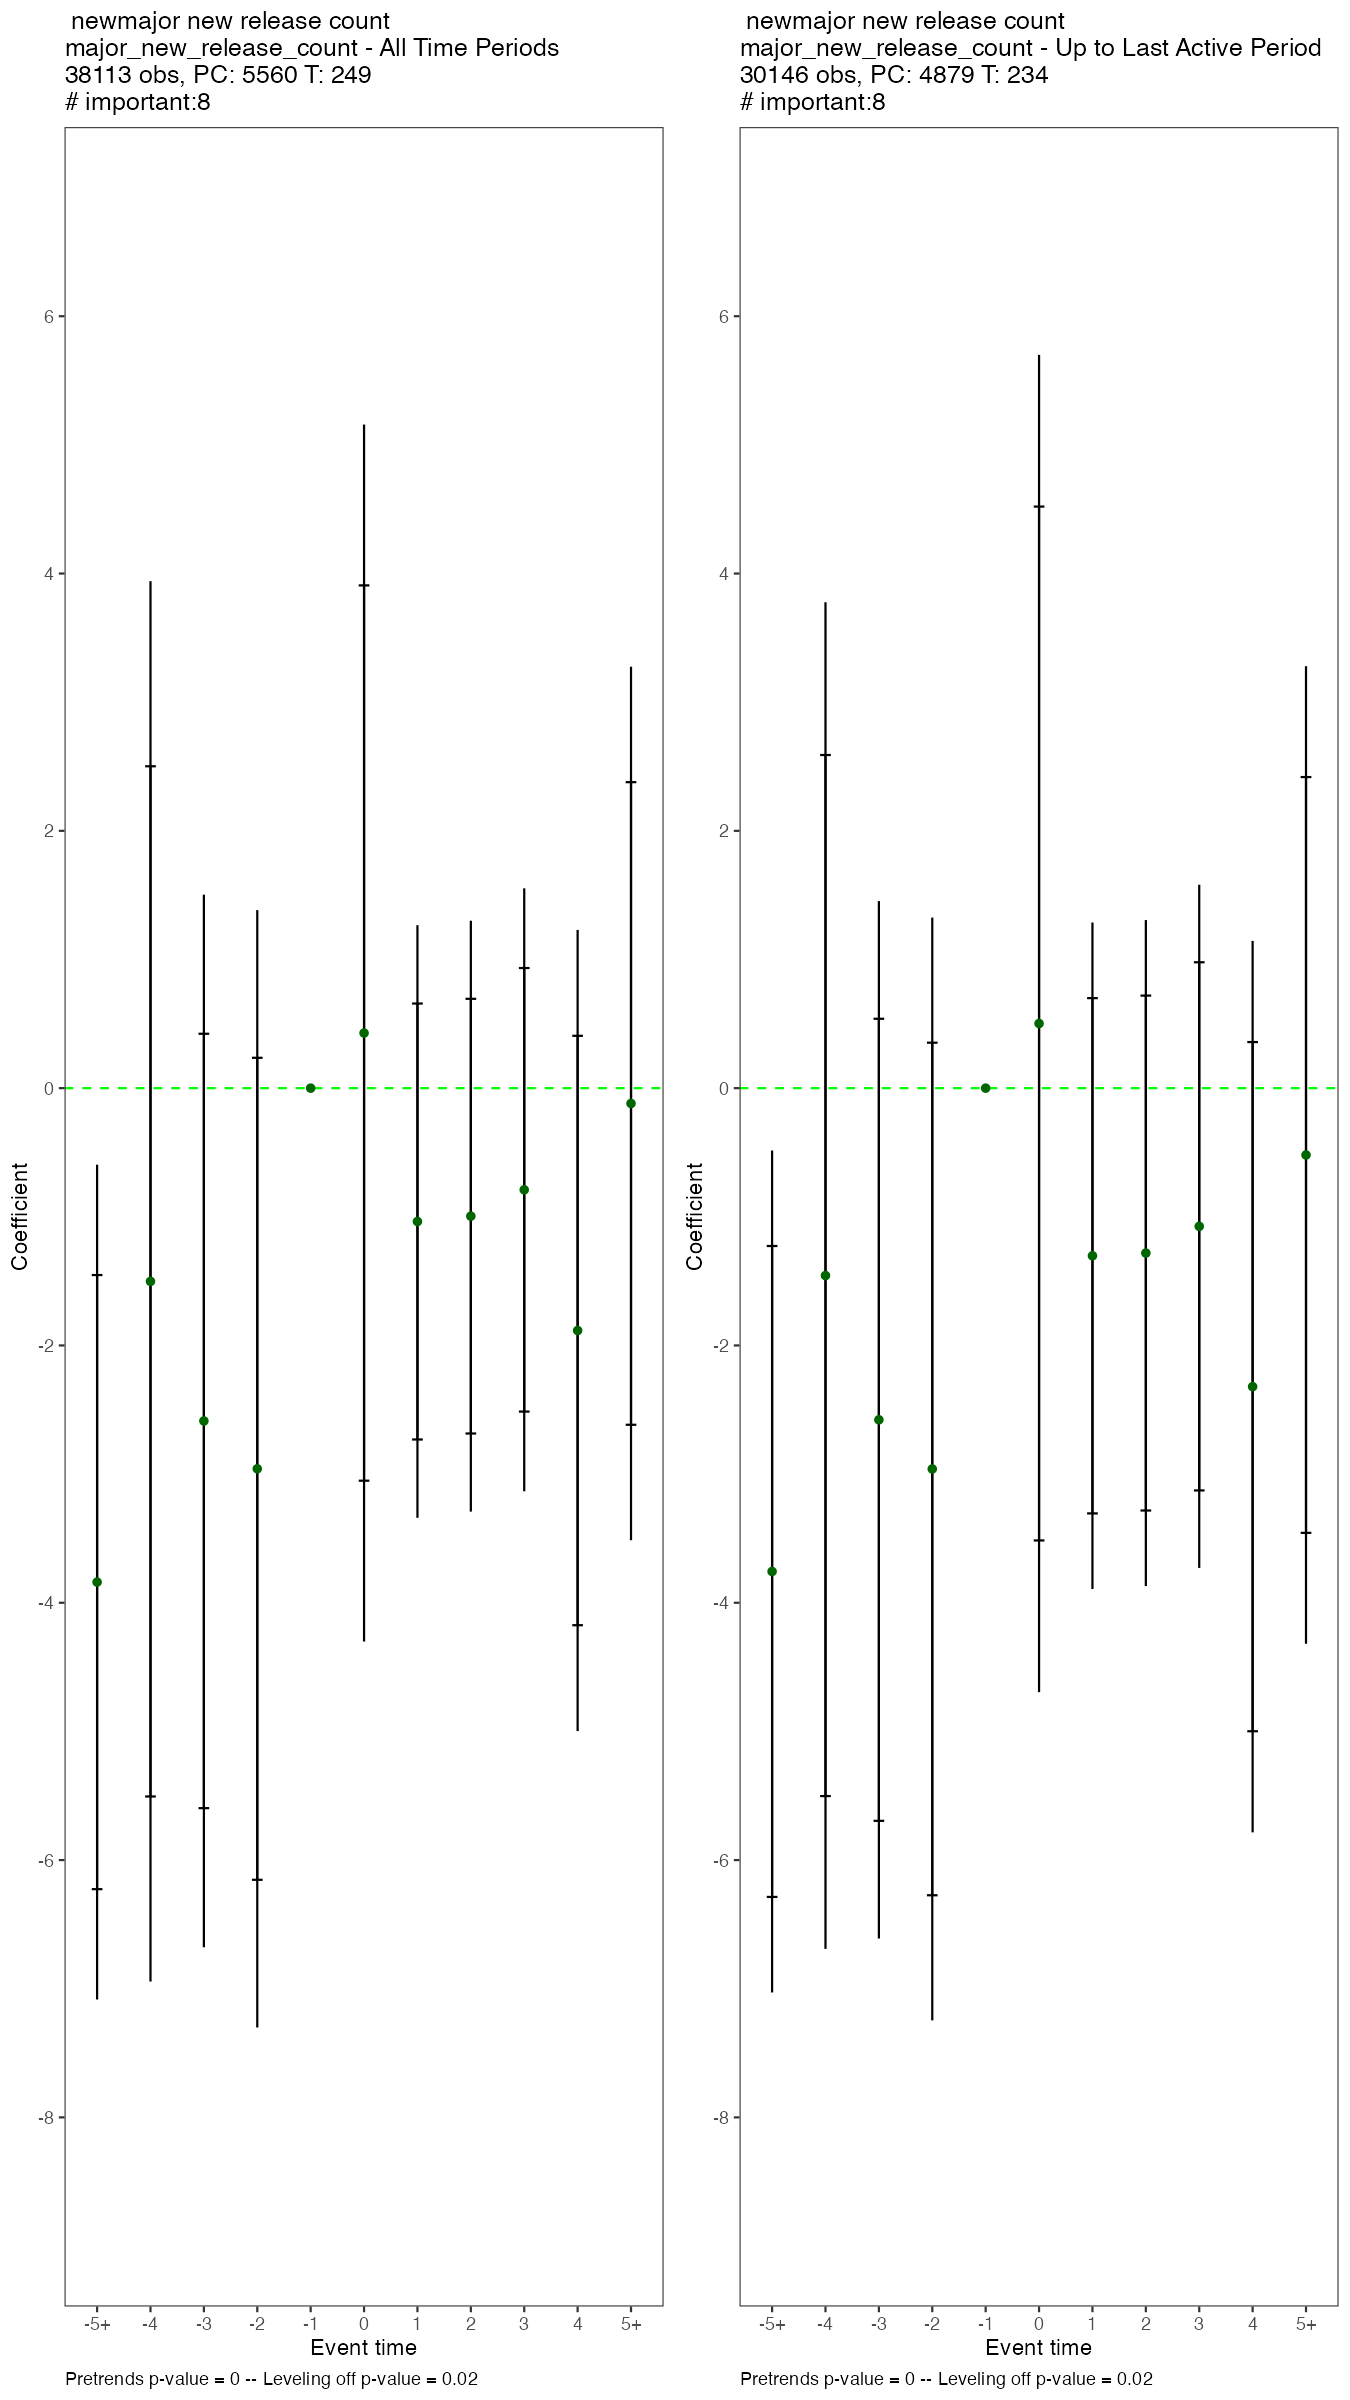 newmajor new release count
major_new_release_count - All Time Periods
38113 obs, PC: 5560 T: 249
# important:8
6
4
2
0
-2
-4
-6
-8
Coefficient
-5+ -4 -3 -2 -1 0 1 2 3 4 5+
Event time
Pretrends p-value = 0 -- Leveling off p-value = 0.02
newmajor new release count
major_new_release_count - Up to Last Active Period
30146 obs, PC: 4879 T: 234
# important:8
6
4
2
0
-2
-4
-6
-8
Coefficient
-5+ -4 -3 -2 -1 0 1 2 3 4 5+
Event time
Pretrends p-value = 0 -- Leveling off p-value = 0.02